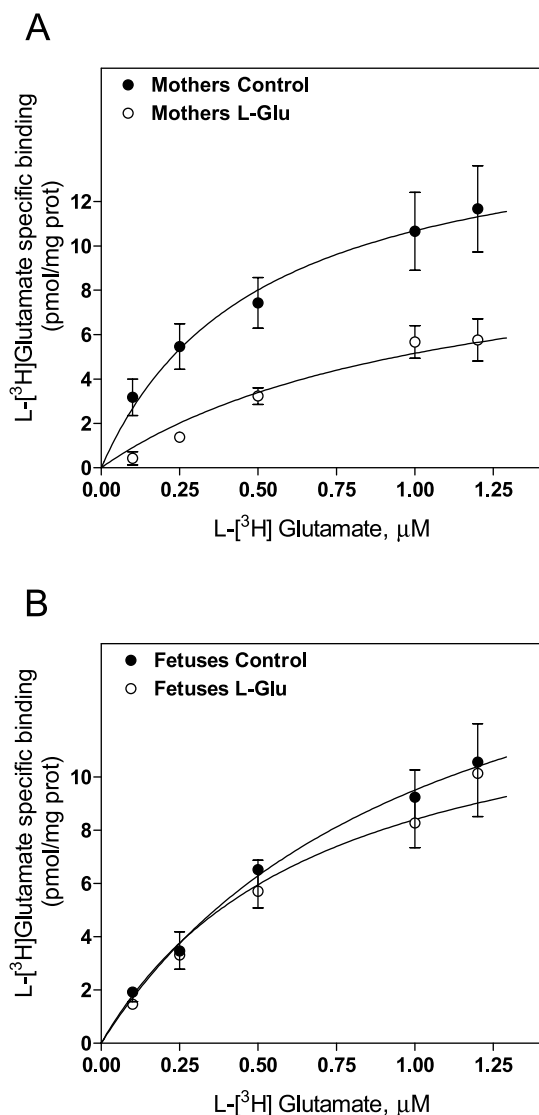 A
Mothers Control
Mothers L-Glu
L-[³H]Glutamate specific binding
(pmol/mg prot)
12
10
8
6
4
2
0
0.00 0.25 0.50 0.75 1.00 1.25
L-[³H] Glutamate, μM
B
Fetuses Control
Fetuses L-Glu
L-[³H]Glutamate specific binding
(pmol/mg prot)
10
8
6
4
2
0
0.00 0.25 0.50 0.75 1.00 1.25
L-[³H] Glutamate, μM